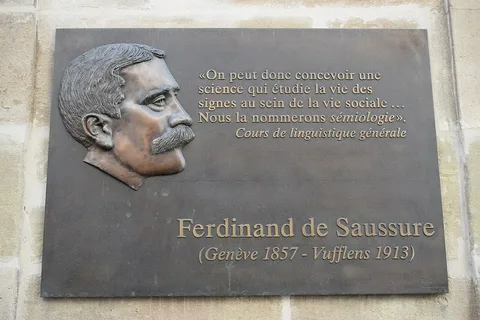 «On peut donc concevoir une
science qui étudie la vie des
signes au sein de la vie sociale ...
Nous la nommerons sémiologie».
Cours de linguistique générale
Ferdinand de Saussure
(Genève 1857 - Vufflens 1913)